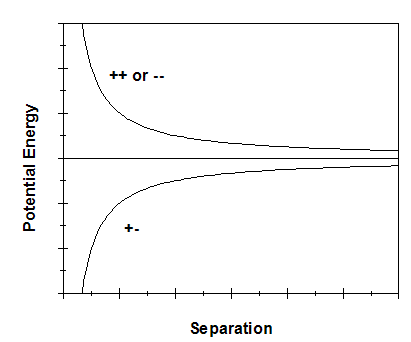 ++ or --
Potential Energy
+-
Separation